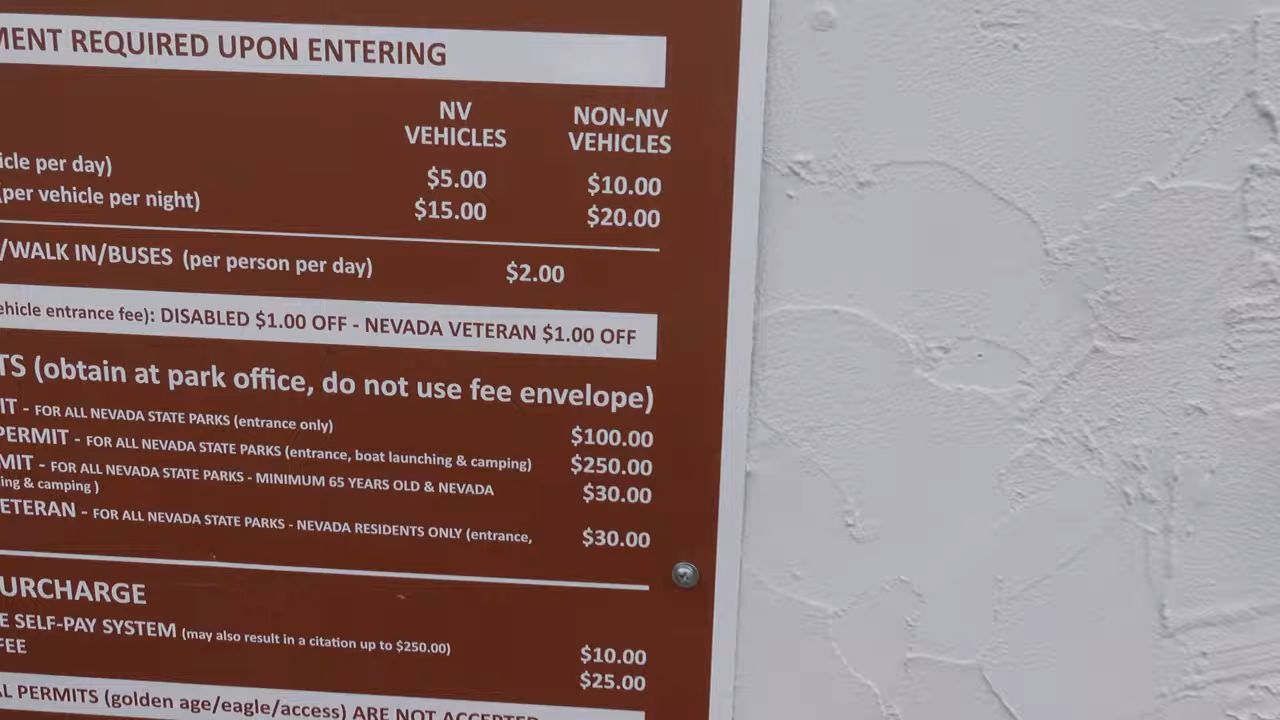 MENT REQUIRED UPON ENTERING
NV VEHICLES
NON-NV VEHICLES
icle per day) $5.00 $10.00
(per vehicle per night) $15.00 $20.00
/WALK IN/BUSES (per person per day) $2.00
ehicle entrance fee): DISABLED $1.00 OFF - NEVADA VETERAN $1.00 OFF
TS (obtain at park office, do not use fee envelope)
IT - FOR ALL NEVADA STATE PARKS (entrance only) $100.00
PERMIT - FOR ALL NEVADA STATE PARKS (entrance, boat launching & camping) $250.00
MIT - FOR ALL NEVADA STATE PARKS - MINIMUM 65 YEARS OLD & NEVADA $30.00
ing & camping )
ETERAN - FOR ALL NEVADA STATE PARKS - NEVADA RESIDENTS ONLY (entrance, $30.00
URCHARGE
E SELF-PAY SYSTEM (may also result in a citation up to $250.00) $10.00
FEE $25.00
AL PERMITS (golden age/eagle/access) ARE NOT ACCEPTED